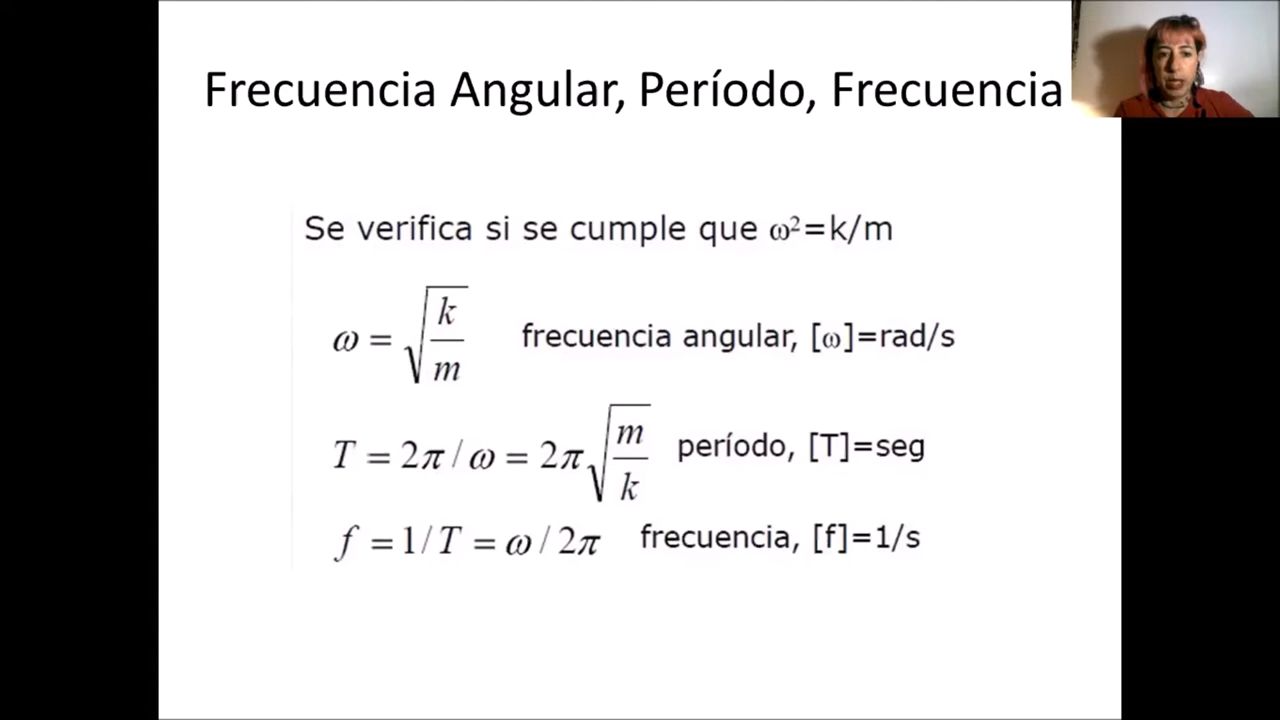 Frecuencia Angular, Período, Frecuencia
Se verifica si se cumple que ω²=k/m
ω = √(k/m) frecuencia angular, [ω]=rad/s
T = 2π/ω = 2π√(m/k) período, [T]=seg
f = 1/T = ω/2π frecuencia, [f]=1/s